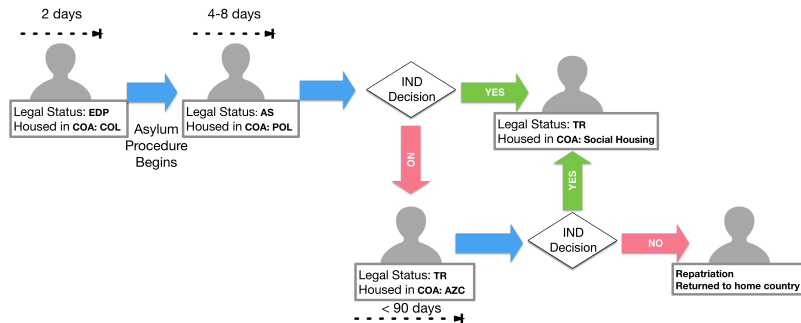 2 days
4-8 days
Legal Status: EDP
Housed in COA: COL
Asylum
Procedure
Begins
Legal Status: AS
Housed in COA: POL
IND
Decision
YES
Legal Status: TR
Housed in COA: Social Housing
NO
YES
Legal Status: TR
Housed in COA: AZC
< 90 days
IND
Decision
NO
Repatriation
Returned to home country